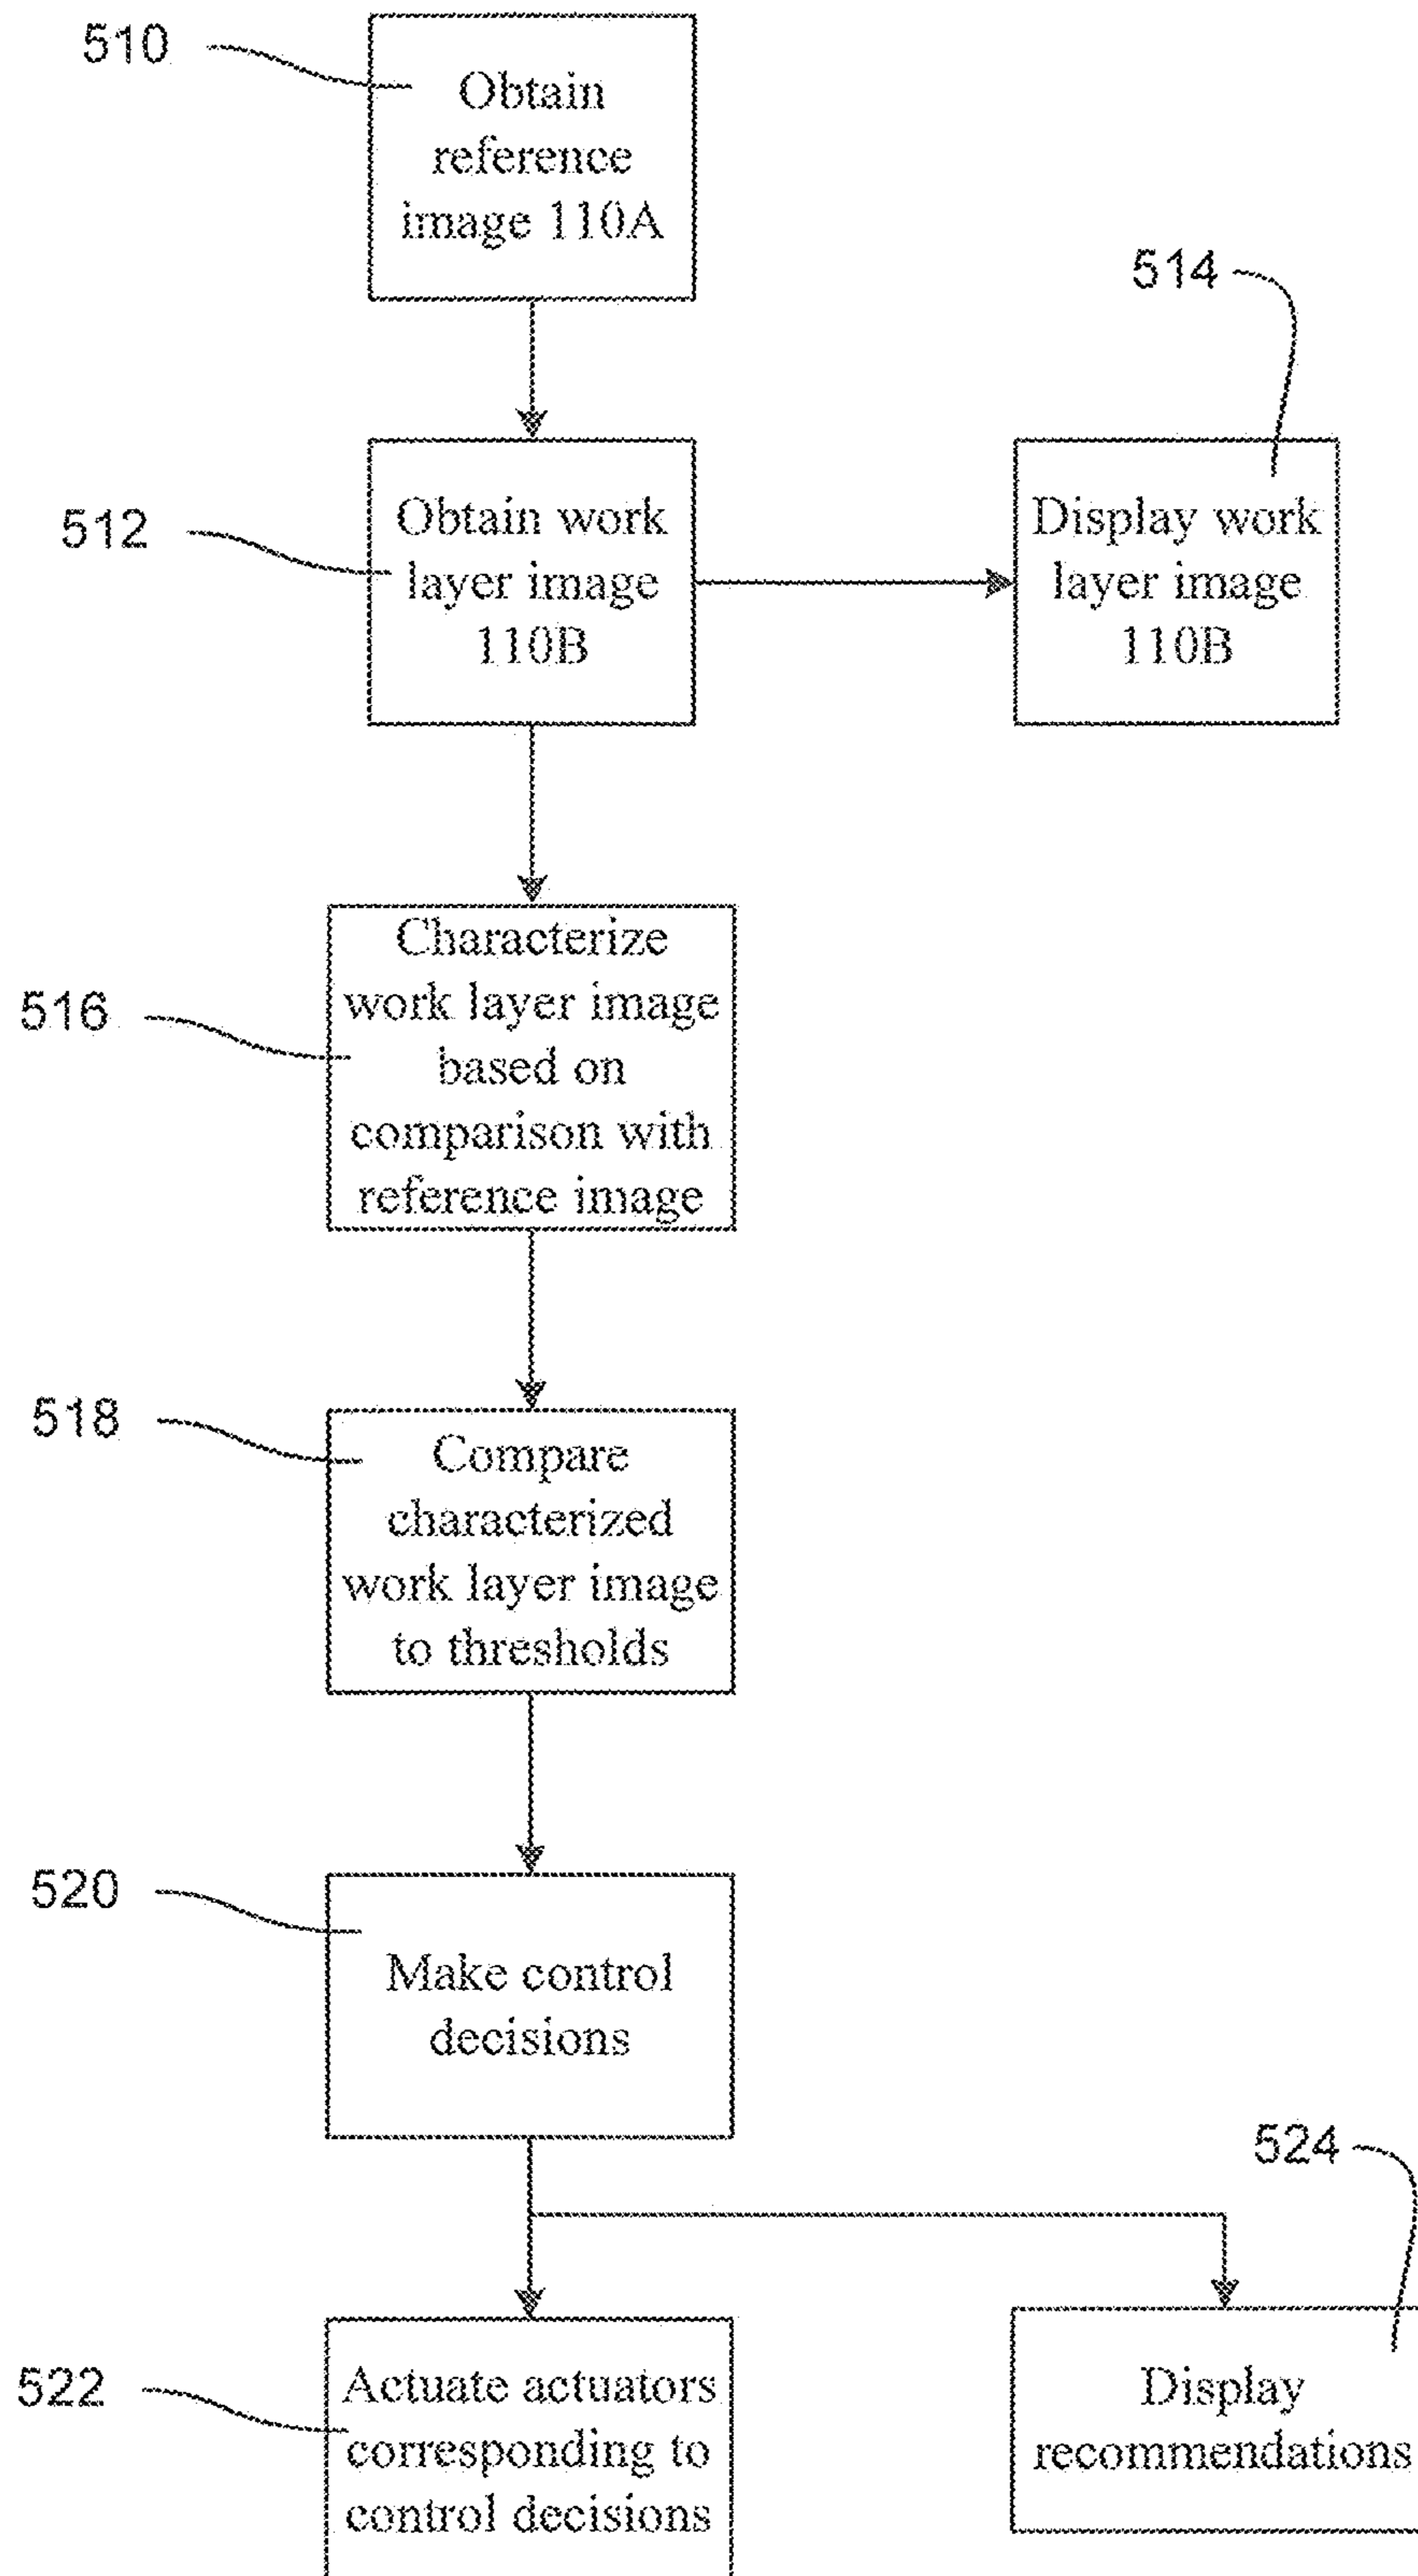 510
Obtain
reference
image 110A
514
512
Obtain work
layer image
110B
Display work
layer image
110B
516
Characterize
work layer image
based on
comparison with
reference image
518
Compare
characterized
work layer image
to thresholds
520
Make control
decisions
524
522
Actuate actuators
corresponding to
control decisions
Display
recommendations